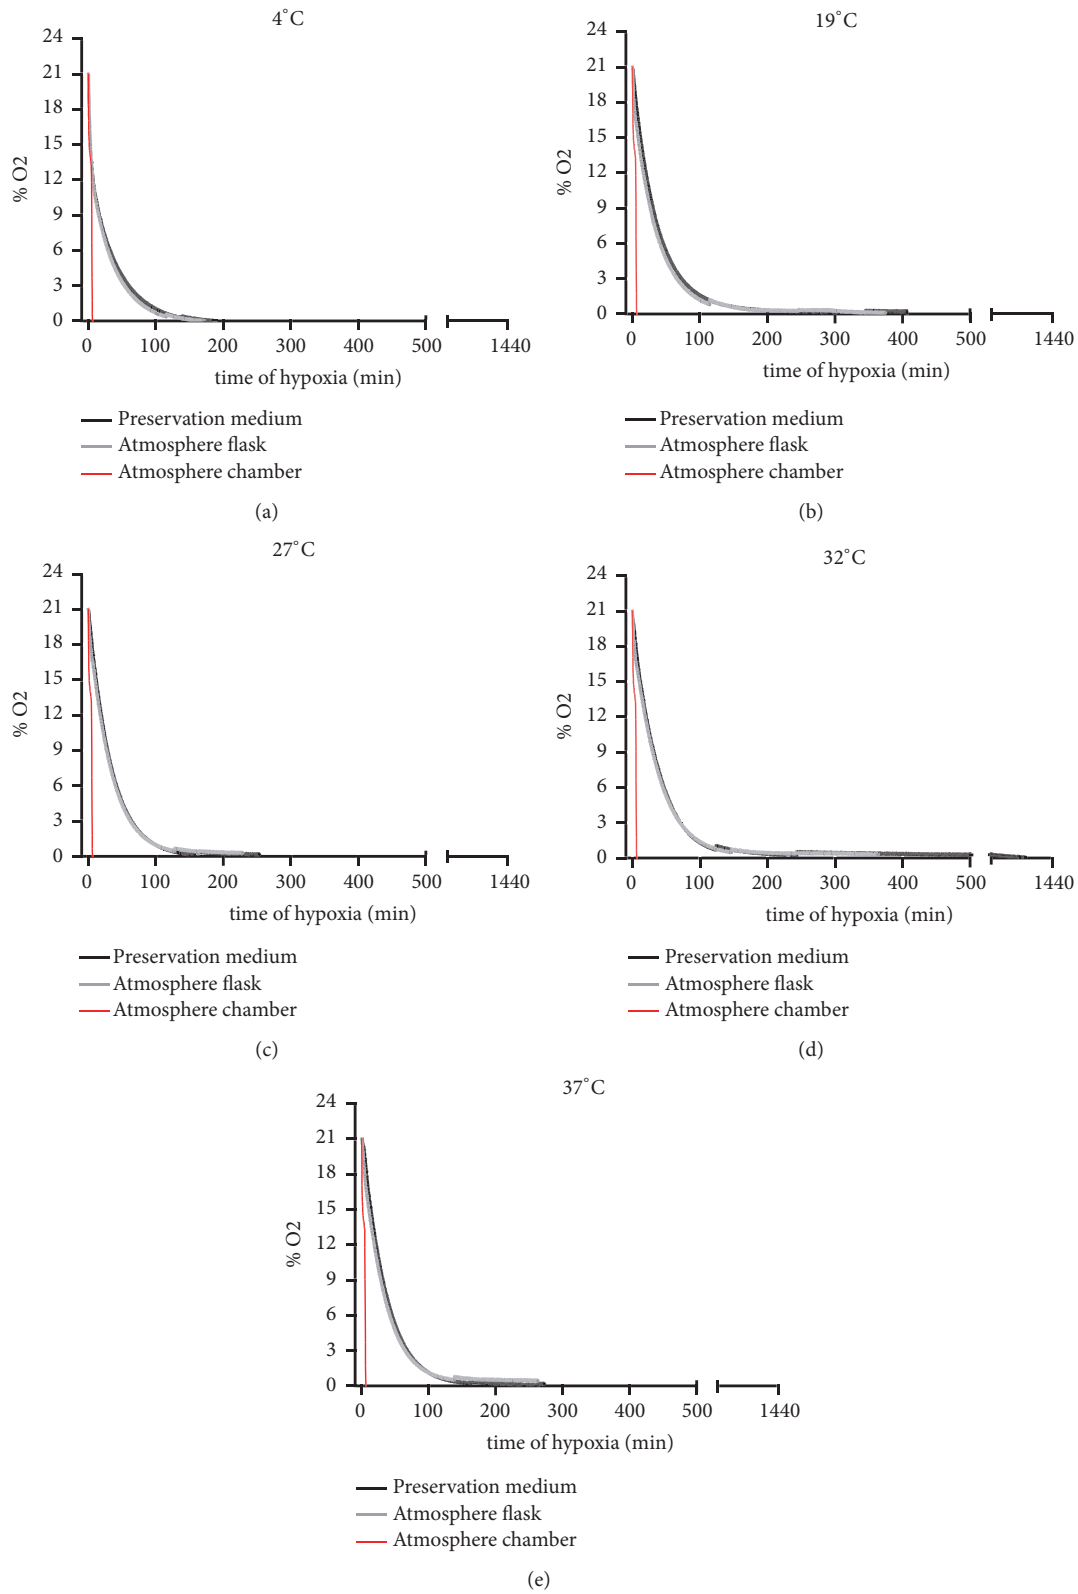 4°C
24
21
18
15
12
9
6
3
0
% O2
0 100 200 300 400 500 1440
time of hypoxia (min)
Preservation medium
Atmosphere flask
Atmosphere chamber
(a)
19°C
24
21
18
15
12
9
6
3
0
% O2
0 100 200 300 400 500 1440
time of hypoxia (min)
Preservation medium
Atmosphere flask
Atmosphere chamber
(b)
27°C
24
21
18
15
12
9
6
3
0
% O2
0 100 200 300 400 500 1440
time of hypoxia (min)
Preservation medium
Atmosphere flask
Atmosphere chamber
(c)
32°C
24
21
18
15
12
9
6
3
0
% O2
0 100 200 300 400 500 1440
time of hypoxia (min)
Preservation medium
Atmosphere flask
Atmosphere chamber
(d)
37°C
24
21
18
15
12
9
6
3
0
% O2
0 100 200 300 400 500 1440
time of hypoxia (min)
Preservation medium
Atmosphere flask
Atmosphere chamber
(e)